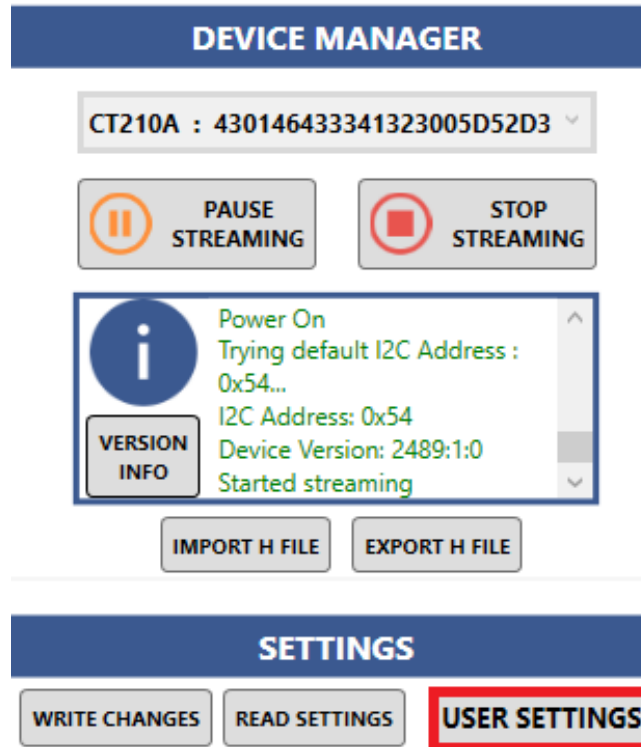 DEVICE MANAGER
CT210A : 430146433341323005D52D3
PAUSE
STREAMING
STOP
STREAMING
Power On
Trying default I2C Address :
0x54...
I2C Address: 0x54
Device Version: 2489:1:0
Started streaming
VERSION
INFO
IMPORT H FILE
EXPORT H FILE
SETTINGS
WRITE CHANGES
READ SETTINGS
USER SETTINGS